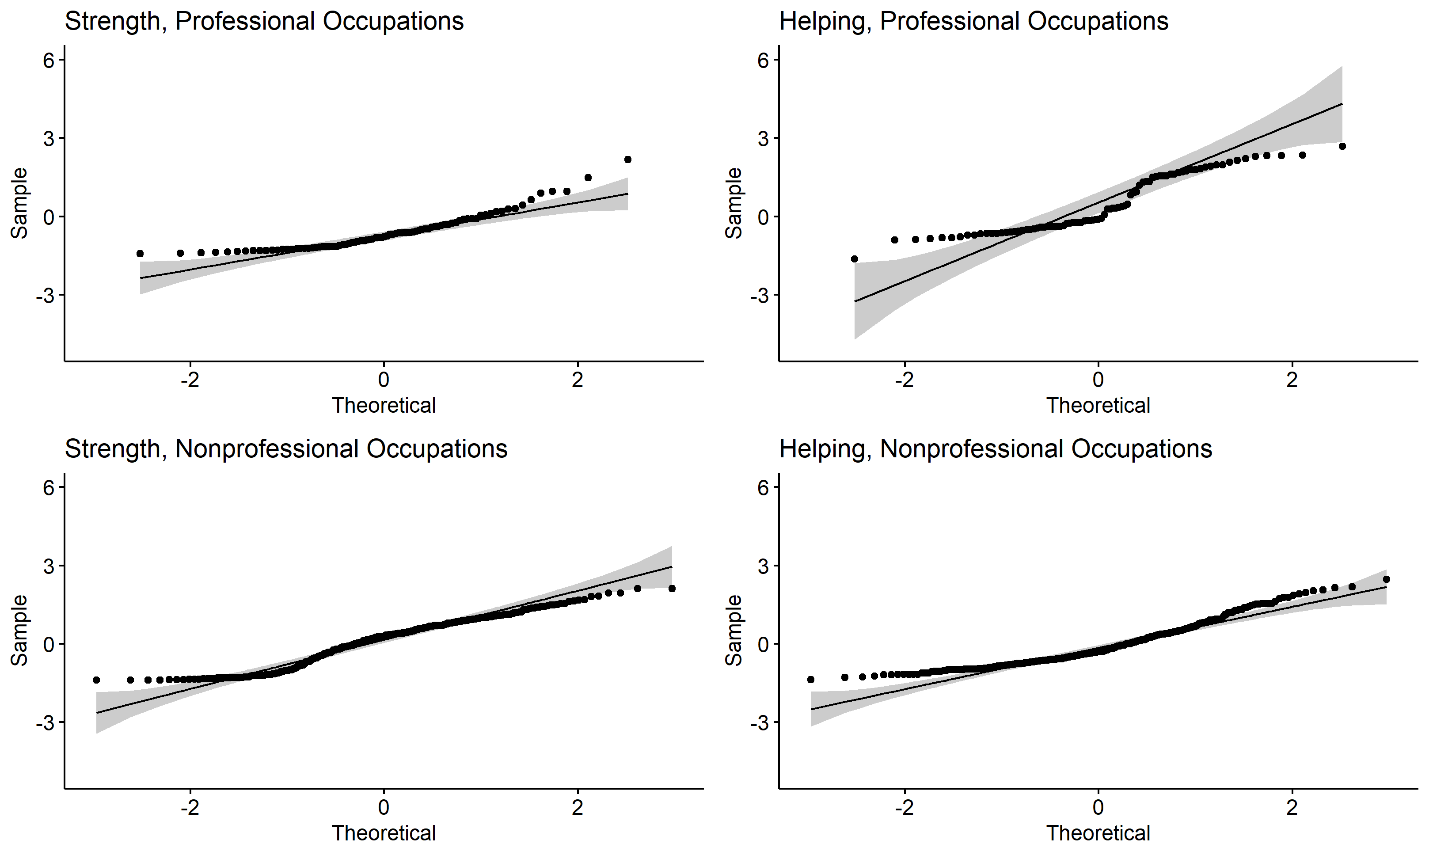 Strength, Professional Occupations
6
3
0
-3
Sample
-2 0 2
Theoretical
Helping, Professional Occupations
6
3
0
-3
Sample
-2 0 2
Theoretical
Strength, Nonprofessional Occupations
6
3
0
-3
Sample
-2 0 2
Theoretical
Helping, Nonprofessional Occupations
6
3
0
-3
Sample
-2 0 2
Theoretical